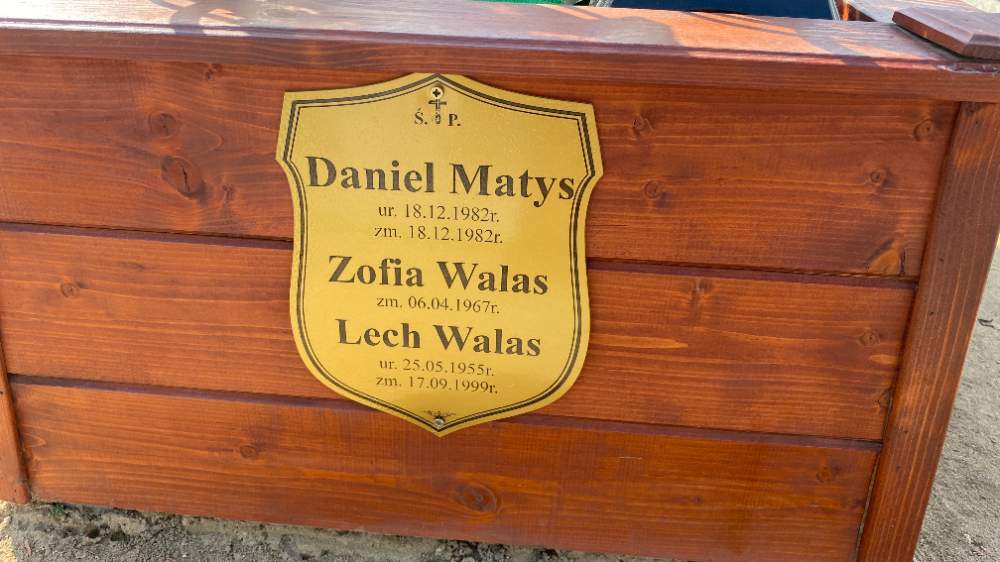 Ś. P.
Daniel Matys
ur. 18.12.1982r.
zm. 18.12.1982r.
Zofia Walas
zm. 06.04.1967r.
Lech Walas
ur. 25.05.1955r.
zm. 17.09.1999r.